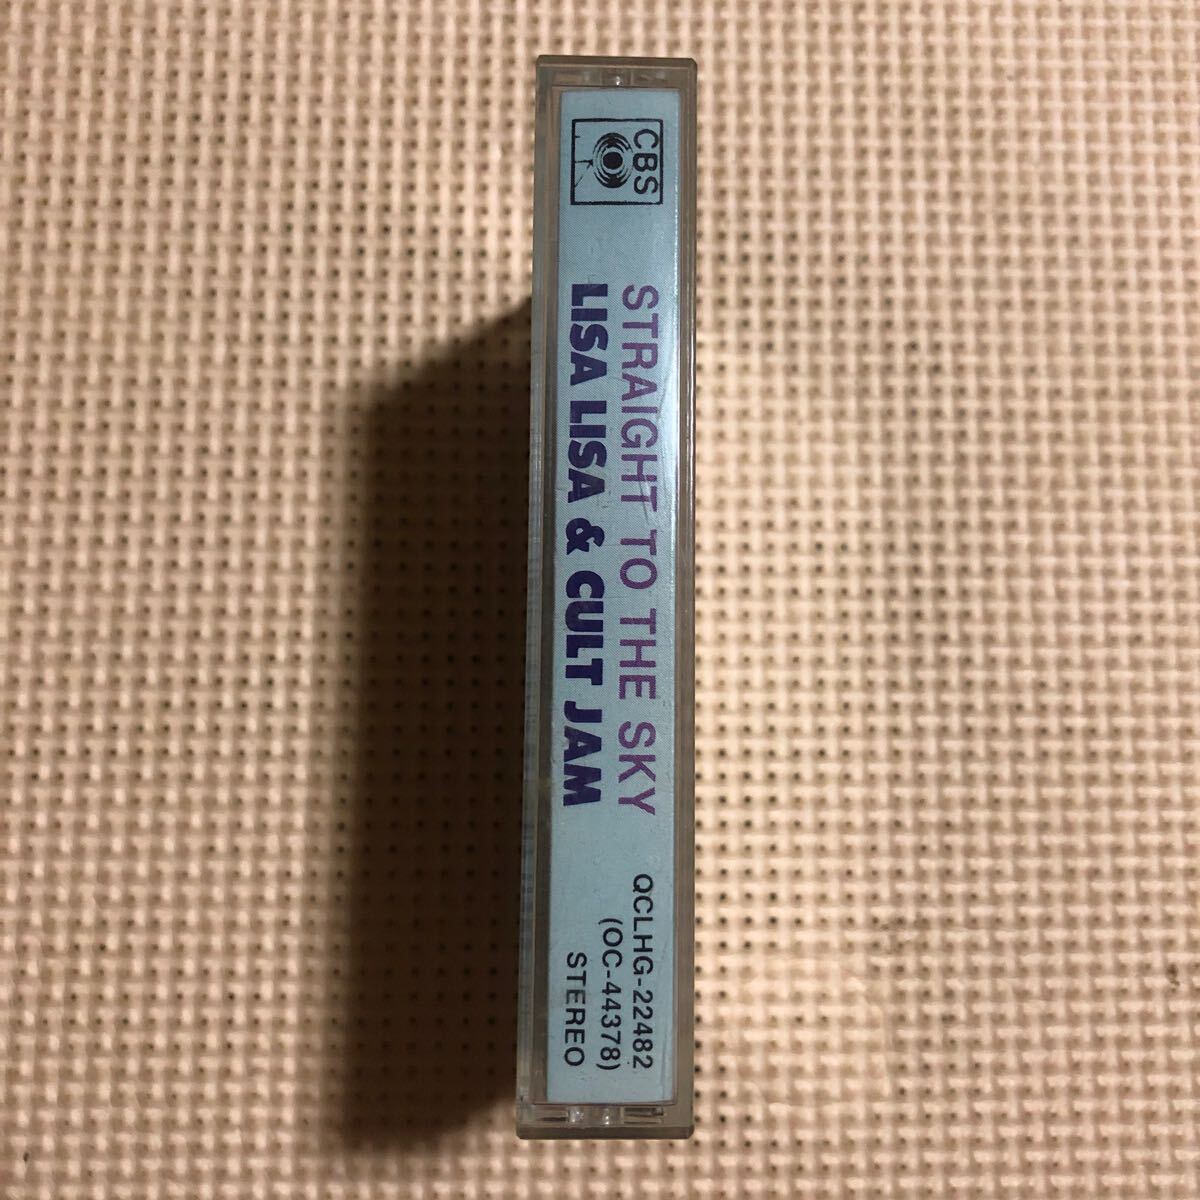 CBS
STRAIGHT TO THE SKY
LISA LISA & CULT JAM
QCLHG-22482
(OC-44378)
STEREO